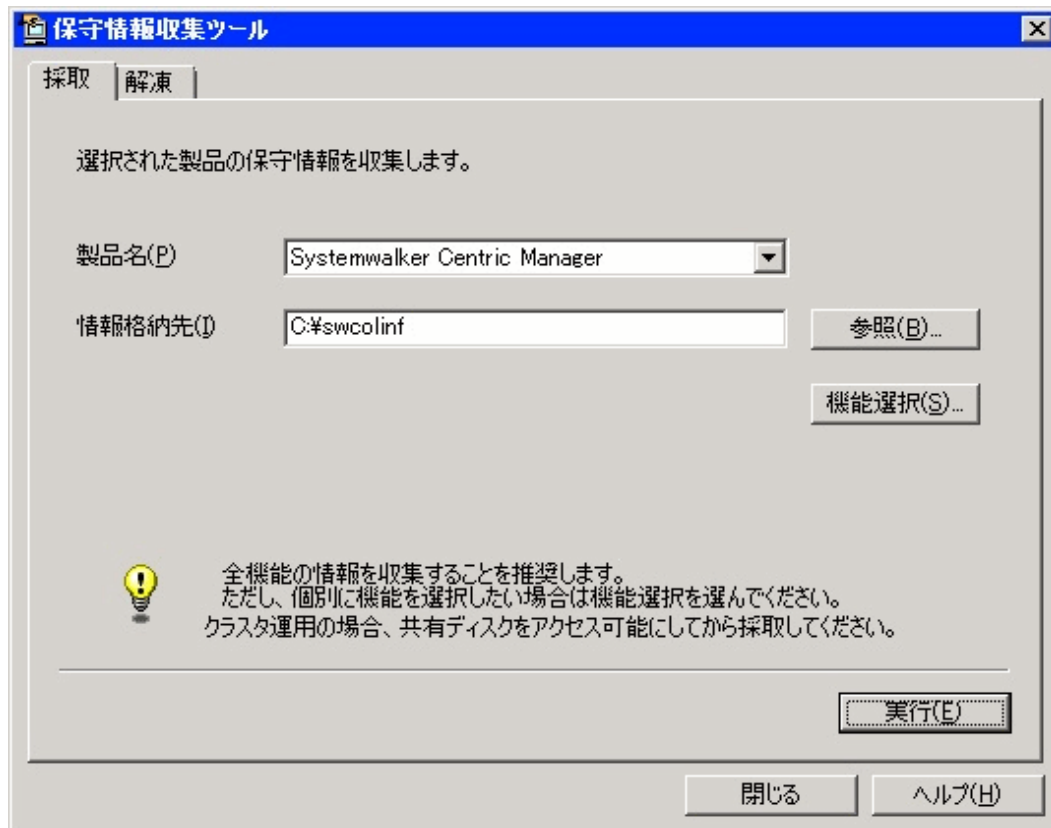 保守情報収集ツール
採取
解凍
選択された製品の保守情報を収集します。
製品名(P)
Systemwalker Centric Manager
情報格納先(I)
C:¥swcolinf
参照(B)...
機能選択(S)...
全機能の情報を収集することを推奨します。
ただし、個別に機能を選択したい場合は機能選択を選んでください。
クラスタ運用の場合、共有ディスクをアクセス可能にしてから採取してください。
実行(E)
閉じる
ヘルプ(H)